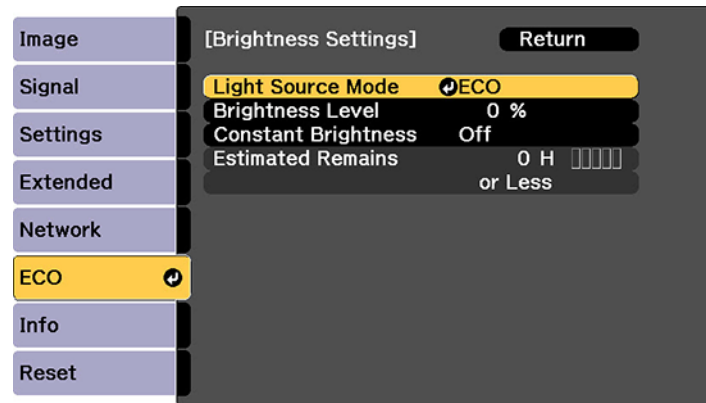 Image
Signal
Settings
Extended
Network
ECO
Info
Reset
[Brightness Settings] Return
Light Source Mode ECO
Brightness Level 0 %
Constant Brightness Off
Estimated Remains 0 H
or Less